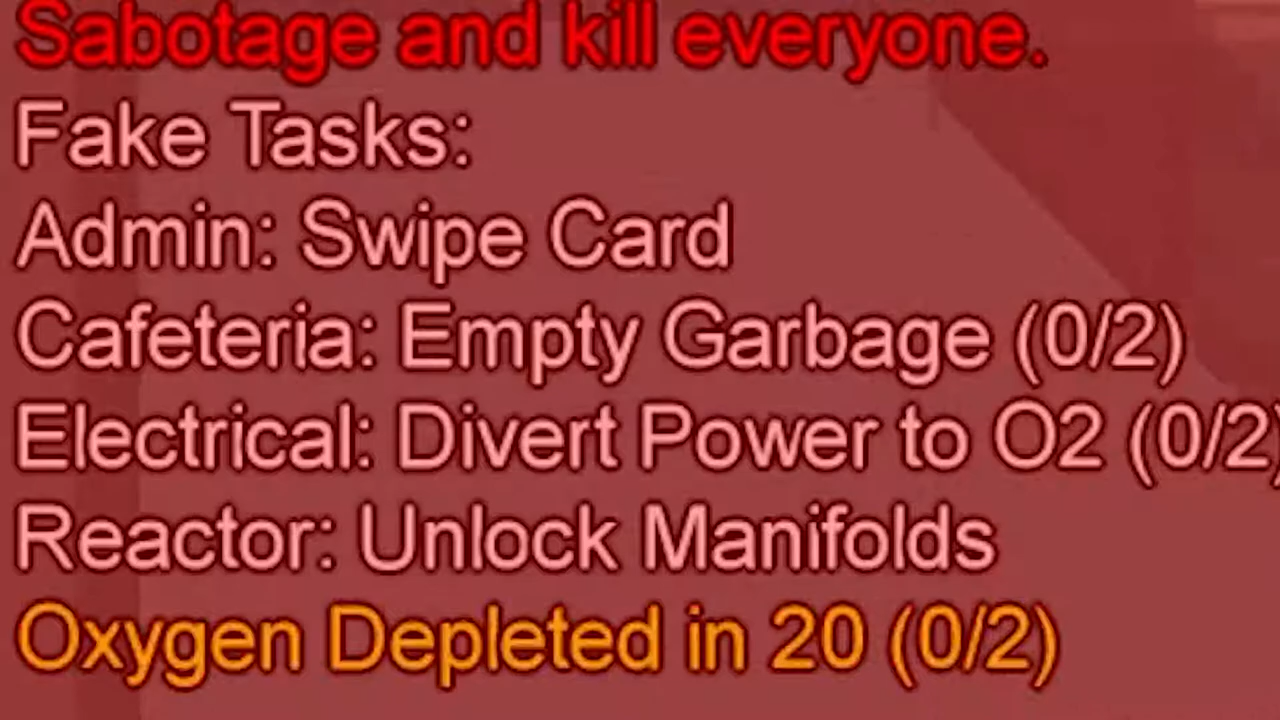 Sabotage and kill everyone.
Fake Tasks:
Admin: Swipe Card
Cafeteria: Empty Garbage (0/2)
Electrical: Divert Power to O2 (0/2)
Reactor: Unlock Manifolds
Oxygen Depleted in 20 (0/2)